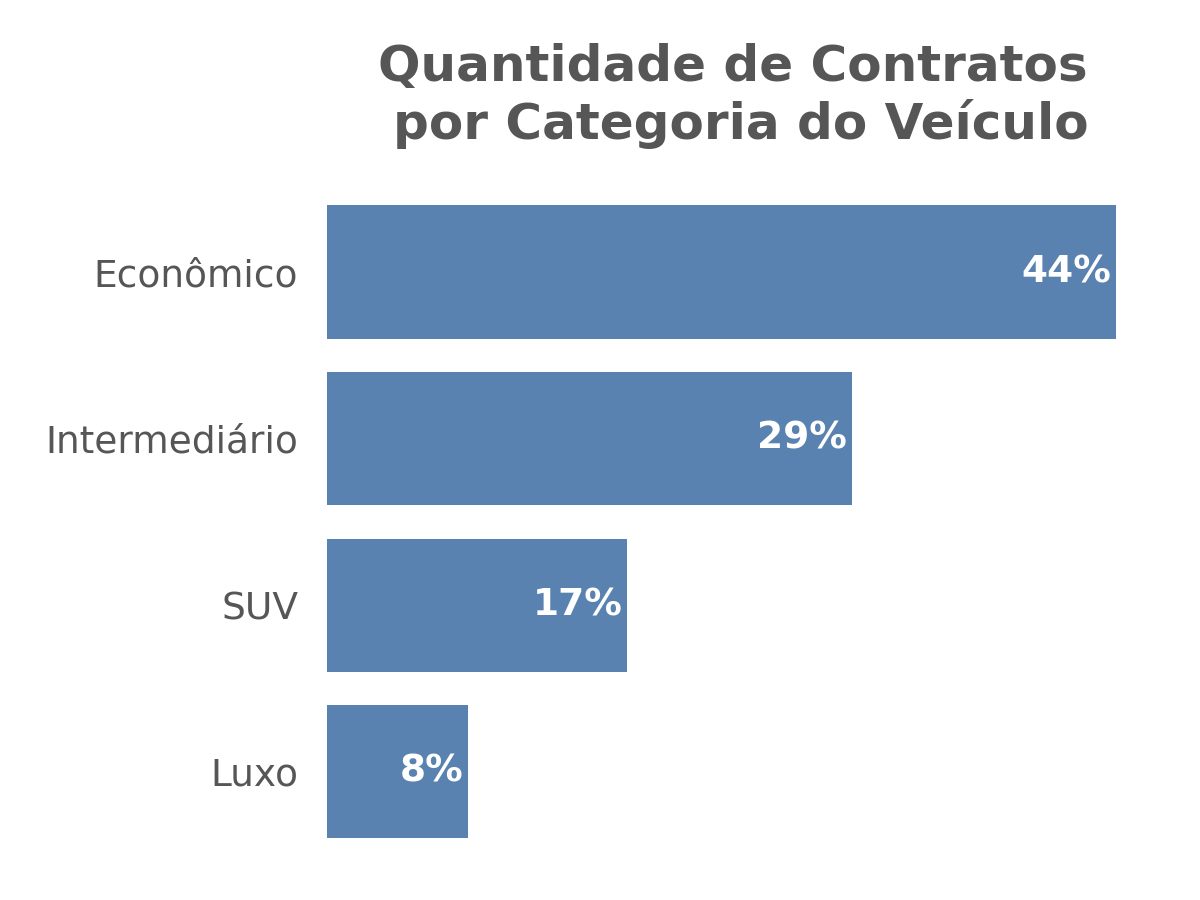 Quantidade de Contratos
por Categoria do Veículo
Econômico
44%
Intermediário
29%
SUV
17%
Luxo
8%